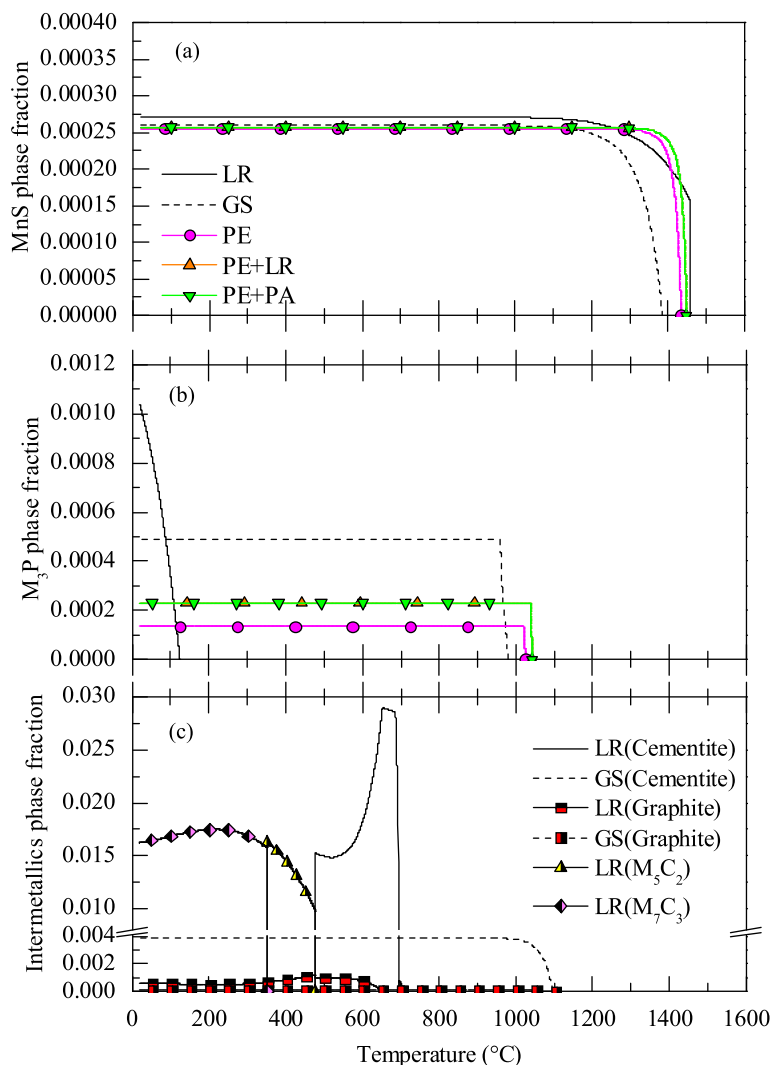 0.00040
0.00035
0.00030
0.00025
0.00020
0.00015
0.00010
0.00005
0.00000
MnS phase fraction
(a)
LR
GS
PE
PE+LR
PE+PA
0.0012
0.0010
0.0008
0.0006
0.0004
0.0002
0.0000
M₃P phase fraction
(b)
0.030
0.025
0.020
0.015
0.010
0.004
0.002
0.000
Intermetallics phase fraction
(c)
LR(Cementite)
GS(Cementite)
LR(Graphite)
GS(Graphite)
LR(M₅C₂)
LR(M₇C₃)
0 200 400 600 800 1000 1200 1400 1600
Temperature (°C)